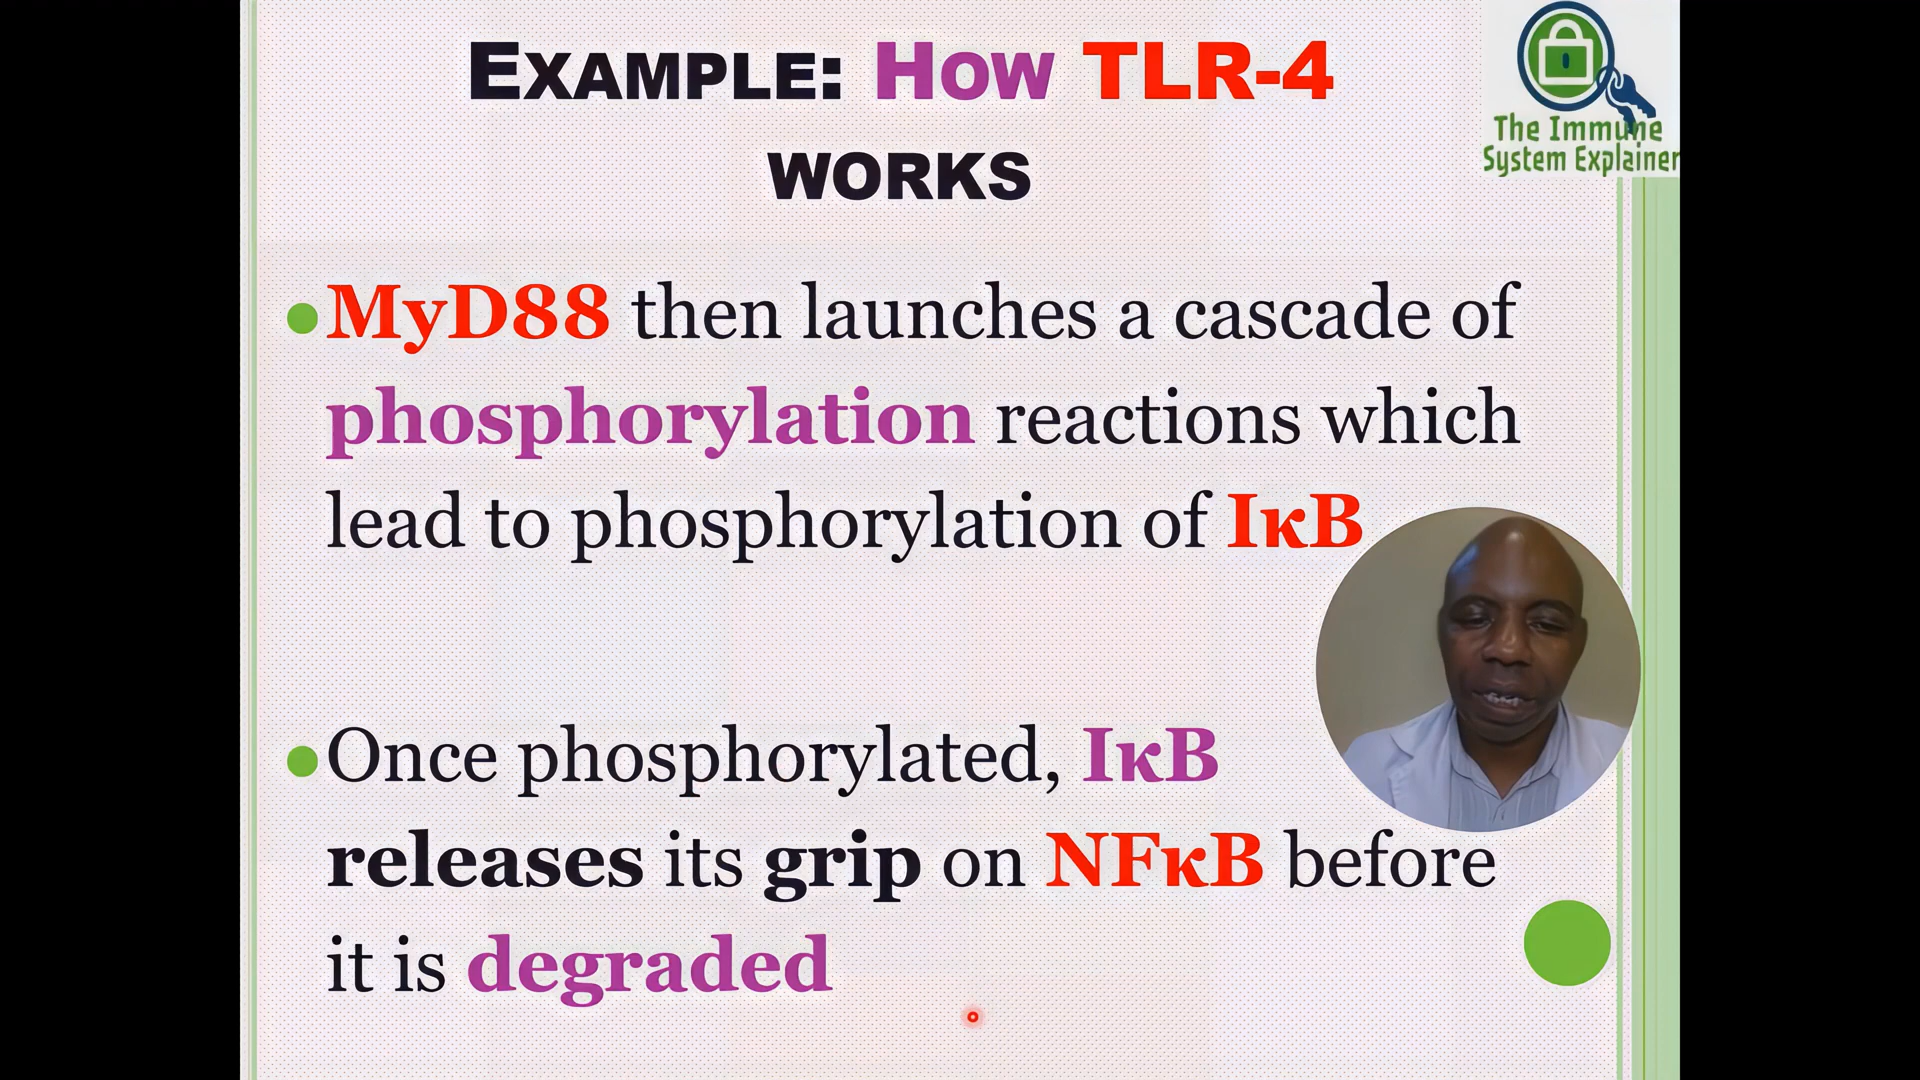 EXAMPLE: HOW TLR-4
WORKS
The Immune
System Explainer
MyD88 then launches a cascade of
phosphorylation reactions which
lead to phosphorylation of IκB
Once phosphorylated, IκB
releases its grip on NFκB before
it is degraded